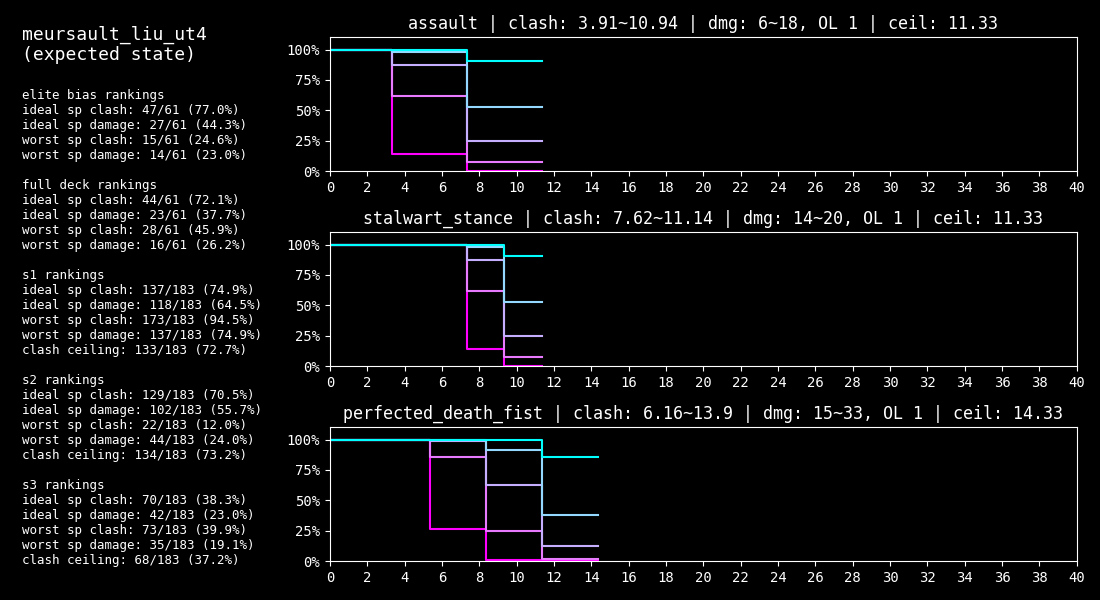 meursault_liu_ut4
(expected state)
elite bias rankings
ideal sp clash: 47/61 (77.0%)
ideal sp damage: 27/61 (44.3%)
worst sp clash: 15/61 (24.6%)
worst sp damage: 14/61 (23.0%)
full deck rankings
ideal sp clash: 44/61 (72.1%)
ideal sp damage: 23/61 (37.7%)
worst sp clash: 28/61 (45.9%)
worst sp damage: 16/61 (26.2%)
s1 rankings
ideal sp clash: 137/183 (74.9%)
ideal sp damage: 118/183 (64.5%)
worst sp clash: 173/183 (94.5%)
worst sp damage: 137/183 (74.9%)
clash ceiling: 133/183 (72.7%)
s2 rankings
ideal sp clash: 129/183 (70.5%)
ideal sp damage: 102/183 (55.7%)
worst sp clash: 22/183 (12.0%)
worst sp damage: 44/183 (24.0%)
clash ceiling: 134/183 (73.2%)
s3 rankings
ideal sp clash: 70/183 (38.3%)
ideal sp damage: 42/183 (23.0%)
worst sp clash: 73/183 (39.9%)
worst sp damage: 35/183 (19.1%)
clash ceiling: 68/183 (37.2%)
assault | clash: 3.91~10.94 | dmg: 6~18, OL 1 | ceil: 11.33
100%
75%
50%
25%
0%
0 2 4 6 8 10 12 14 16 18 20 22 24 26 28 30 32 34 36 38 40
stalwart_stance | clash: 7.62~11.14 | dmg: 14~20, OL 1 | ceil: 11.33
100%
75%
50%
25%
0%
0 2 4 6 8 10 12 14 16 18 20 22 24 26 28 30 32 34 36 38 40
perfected_death_fist | clash: 6.16~13.9 | dmg: 15~33, OL 1 | ceil: 14.33
100%
75%
50%
25%
0%
0 2 4 6 8 10 12 14 16 18 20 22 24 26 28 30 32 34 36 38 40